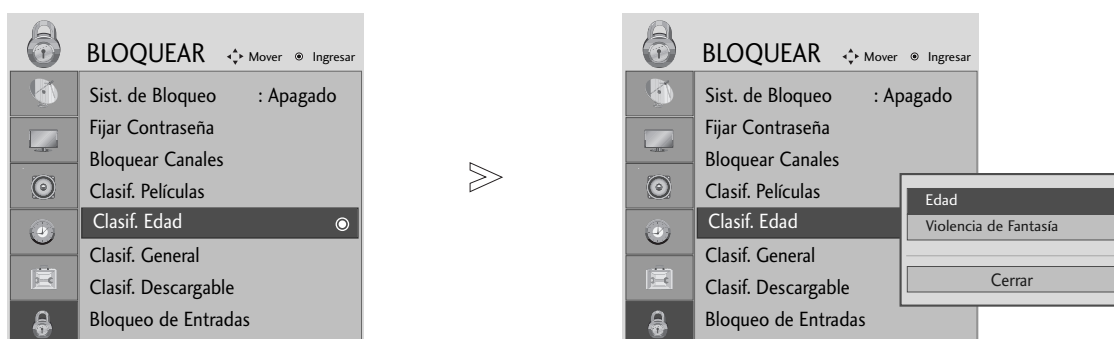 BLOQUEAR Mover Ingresar
Sist. de Bloqueo : Apagado
Fijar Contraseña
Bloquear Canales
Clasif. Películas
Clasif. Edad
Clasif. General
Clasif. Descargable
Bloqueo de Entradas
>
BLOQUEAR Mover Ingresar
Sist. de Bloqueo : Apagado
Fijar Contraseña
Bloquear Canales
Clasif. Películas
Clasif. Edad
Clasif. General
Clasif. Descargable
Bloqueo de Entradas
Edad
Violencia de Fantasía
Cerrar